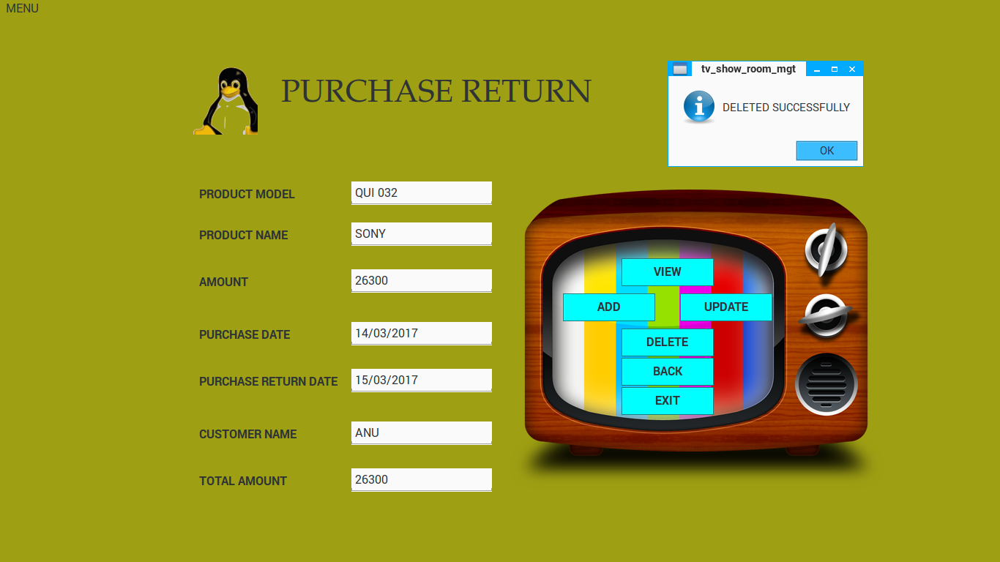 MENU
PURCHASE RETURN
tv_show_room_mgt
DELETED SUCCESSFULLY
OK
PRODUCT MODEL QUI 032
PRODUCT NAME SONY
AMOUNT 26300
PURCHASE DATE 14/03/2017
PURCHASE RETURN DATE 15/03/2017
CUSTOMER NAME ANU
TOTAL AMOUNT 26300
VIEW
ADD UPDATE
DELETE
BACK
EXIT